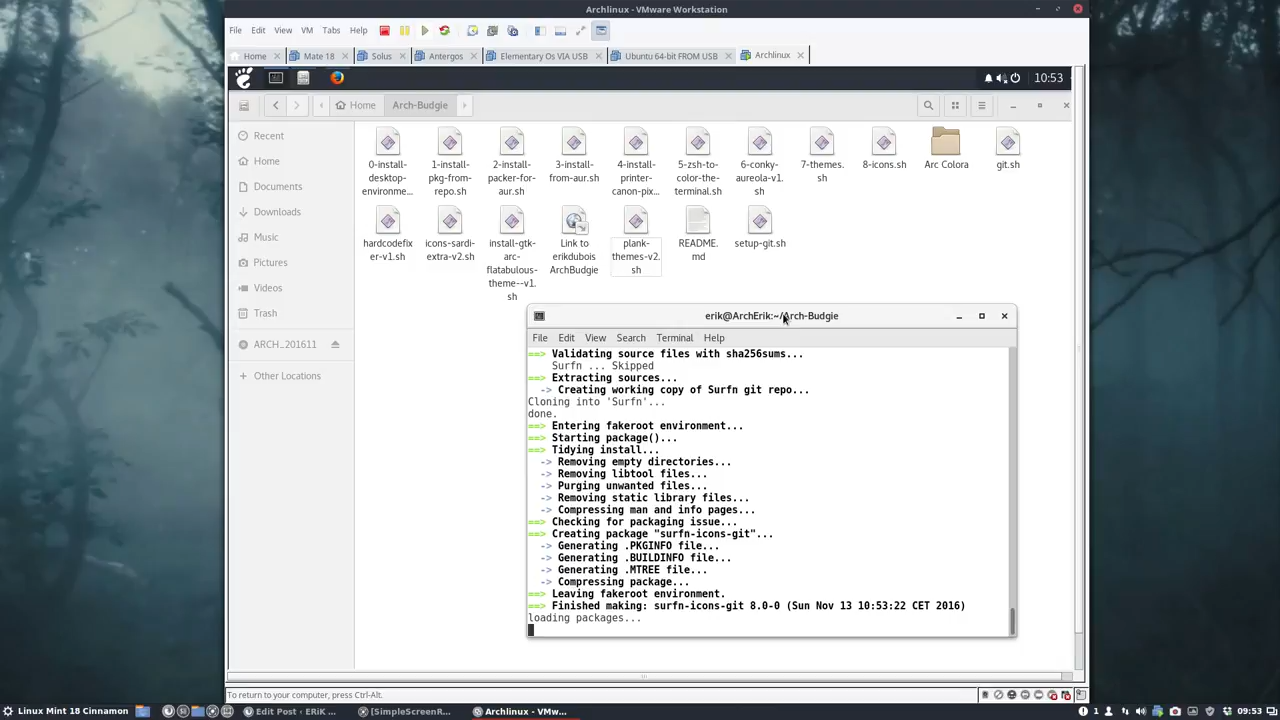 Archlinux - VMware Workstation
File Edit View VM Tabs Help
Home Mate 18 Solus Antergos Elementary Os VIA USB Ubuntu 64-bit FROM USB Archlinux
10:53
Home Arch-Budgie
Recent
Home
Documents
Downloads
Music
Pictures
Videos
Trash
ARCH_201611
Other Locations
0-install-
desktop-
environme...
1-install-
pkg-from-
repo.sh
2-install-
packer-for-
aur.sh
3-install-
from-aur.sh
4-install-
printer-
canon-pix...
5-zsh-to-
color-the-
terminal.sh
6-conky-
aureola-v1.
sh
7-themes.
sh
8-icons.sh
Arc Colora
git.sh
hardcodefix
er-v1.sh
icons-sardi-
extra-v2.sh
install-gtk-
arc-
flatabulous-
theme--v1.
sh
Link to
erikdubois
ArchBudgie
plank-
themes-v2.
sh
README.
md
setup-git.sh
erik@ArchErik:~/Arch-Budgie
File Edit View Search Terminal Help
==> Validating source files with sha256sums...
Surfn ... Skipped
==> Extracting sources...
-> Creating working copy of Surfn git repo...
Cloning into 'Surfn'...
done.
==> Entering fakeroot environment...
==> Starting package()...
==> Tidying install...
-> Removing empty directories...
-> Removing libtool files...
-> Purging unwanted files...
-> Removing static library files...
-> Compressing man and info pages...
==> Checking for packaging issue...
==> Creating package "surfn-icons-git"...
-> Generating .PKGINFO file...
-> Generating .BUILDINFO file...
-> Generating .MTREE file...
-> Compressing package...
==> Leaving fakeroot environment.
==> Finished making: surfn-icons-git 8.0-0 (Sun Nov 13 10:53:22 CET 2016)
loading packages...
To return to your computer, press Ctrl-Alt.
Linux Mint 18 Cinnamon Edit Post ‹ ERiK ... [SimpleScreenR... Archlinux - VMw... 1 09:53